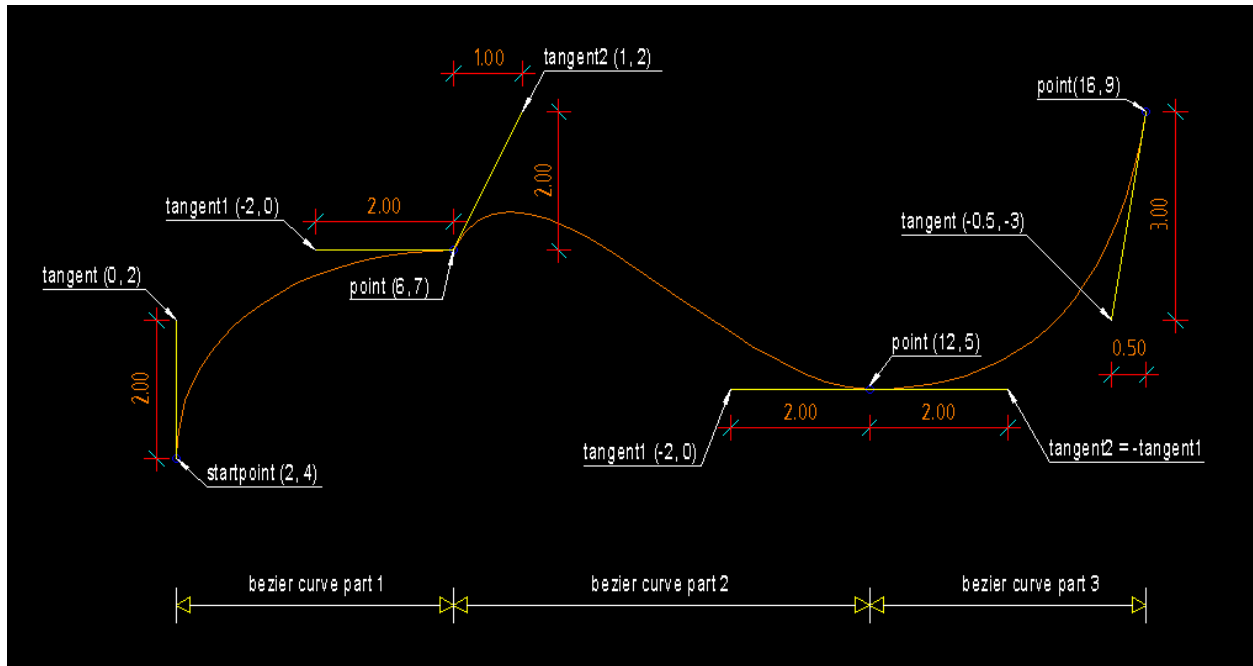 1.00
tangent2 (1, 2)
point(16, 9)
2.00
3.00
tangent1 (-2, 0)
2.00
tangent (-0.5, -3)
tangent (0, 2)
point (6, 7)
point (12, 5)
0.50
2.00
2.00
2.00
tangent1 (-2, 0)
tangent2 = -tangent1
startpoint (2, 4)
bezier curve part 1
bezier curve part 2
bezier curve part 3